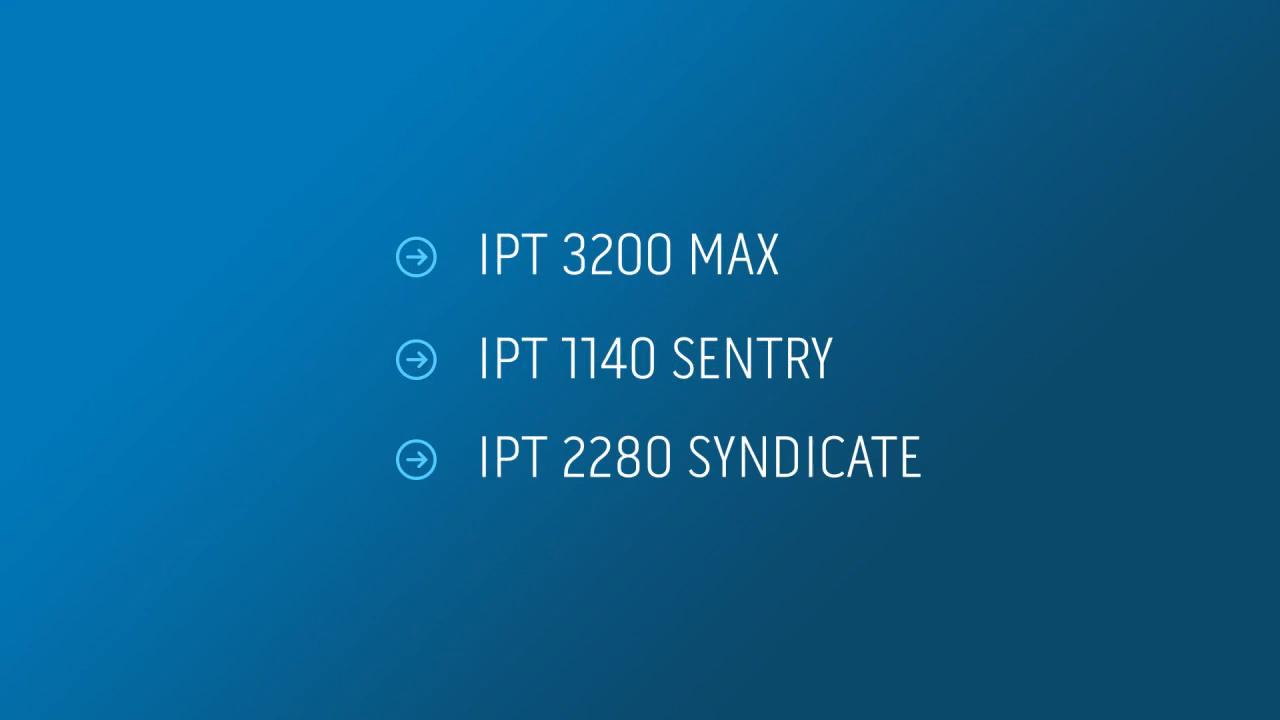 IPT 3200 MAX
IPT 1140 SENTRY
IPT 2280 SYNDICATE